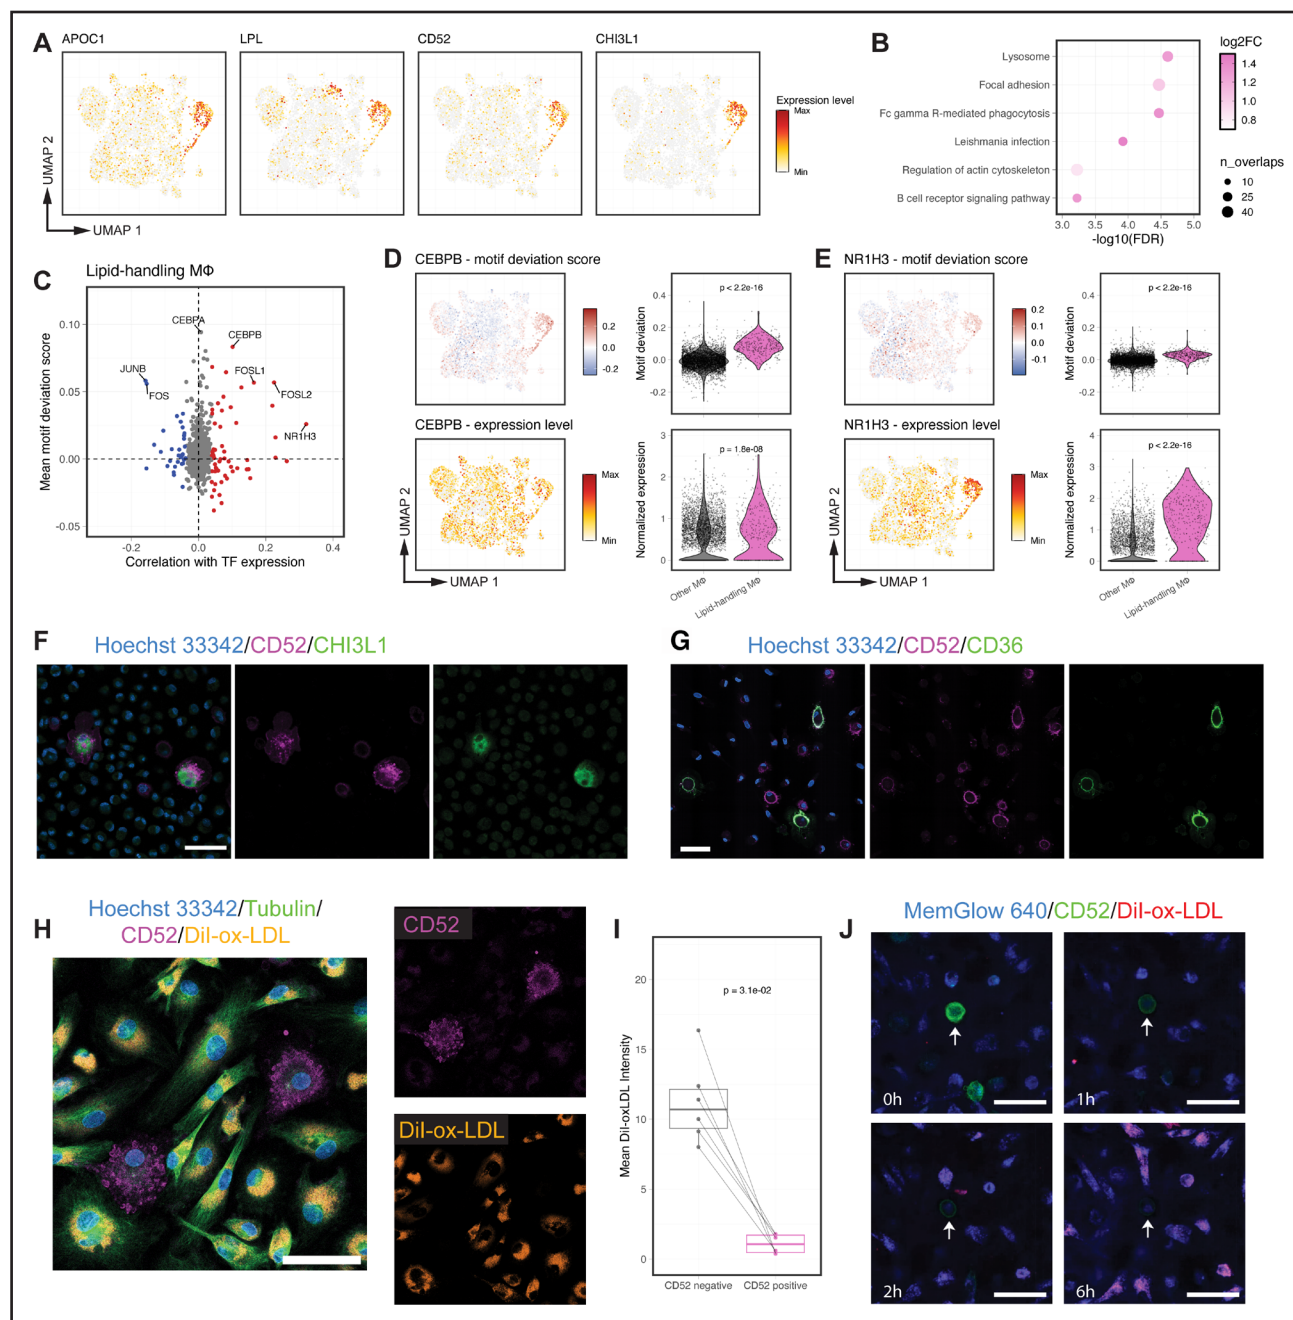 A
APOC1
LPL
CD52
CHI3L1
Expression level
Max
Min
UMAP 2
UMAP 1
B
Lysosome
Focal adhesion
Fc gamma R-mediated phagocytosis
Leishmania infection
Regulation of actin cytoskeleton
B cell receptor signaling pathway
3.0 3.5 4.0 4.5 5.0
-log10(FDR)
log2FC
1.4
1.2
1.0
0.8
n_overlaps
10
25
40
C
Lipid-handling MΦ
CEBPA
CEBPB
JUNB
FOS
FOSL1
FOSL2
NR1H3
0.10
0.05
0.00
-0.05
Mean motif deviation score
-0.2 0.0 0.2 0.4
Correlation with TF expression
D
CEBPB - motif deviation score
0.2
0.0
-0.2
p < 2.2e-16
0.4
0.2
0.0
-0.2
Motif deviation
CEBPB - expression level
Max
Min
UMAP 2
UMAP 1
p = 1.8e-08
3
2
1
0
Normalized expression
Other MΦ
Lipid-handling MΦ
E
NR1H3 - motif deviation score
0.2
0.1
0.0
-0.1
p < 2.2e-16
0.4
0.2
0.0
-0.2
Motif deviation
NR1H3 - expression level
Max
Min
UMAP 2
UMAP 1
p <2.2e-16
4
3
2
1
0
Normalized expression
Other MΦ
Lipid-handling MΦ
F
Hoechst 33342/CD52/CHI3L1
G
Hoechst 33342/CD52/CD36
H
Hoechst 33342/Tubulin/
CD52/DiI-ox-LDL
CD52
DiI-ox-LDL
I
p = 3.1e-02
20
15
10
5
0
Mean DiI-oxLDL Intensity
CD52 negative
CD52 positive
J
MemGlow 640/CD52/DiI-ox-LDL
0h
1h
2h
6h